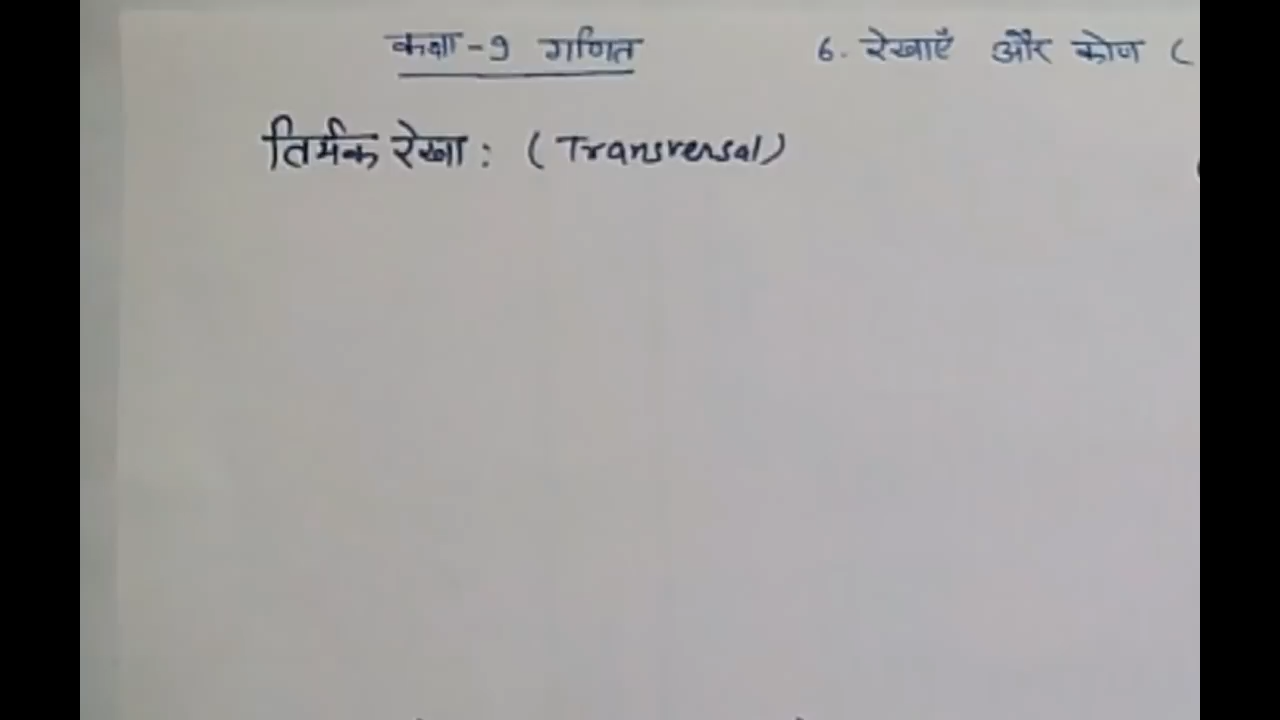 कक्षा - 9 गणित 6. रेखाएँ और कोण (
तिर्यक रेखा : (Transversal)